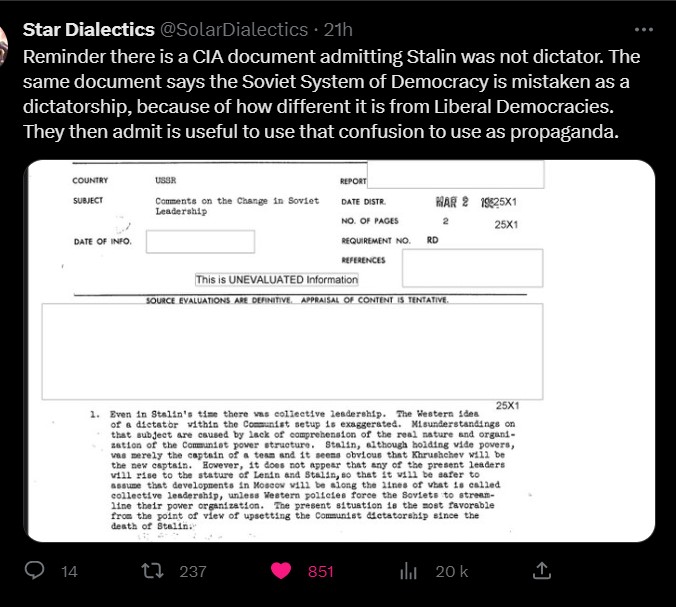 Star Dialectics @SolarDialectics · 21h
Reminder there is a CIA document admitting Stalin was not dictator. The
same document says the Soviet System of Democracy is mistaken as a
dictatorship, because of how different it is from Liberal Democracies.
They then admit is useful to use that confusion to use as propaganda.
COUNTRY USSR REPORT
SUBJECT Comments on the Change in Soviet
Leadership
DATE DISTR. MAR 2 25X1
NO. OF PAGES 2
25X1
DATE OF INFO.
REQUIREMENT NO. RD
REFERENCES
This is UNEVALUATED Information
SOURCE EVALUATIONS ARE DEFINITIVE. APPRAISAL OF CONTENT IS TENTATIVE.
25X1
1. Even in Stalin's time there was collective leadership. The Western idea
of a dictator within the Communist setup is exaggerated. Misunderstandings on
that subject are caused by lack of comprehension of the real nature and organi-
zation of the Communist power structure. Stalin, although holding wide powers,
was merely the captain of a team and it seems obvious that Khrushchev will be
the new captain. However, it does not appear that any of the present leaders
will rise to the stature of Lenin and Stalin, so that it will be safer to
assume that developments in Moscow will be along the lines of what is called
collective leadership, unless Western policies force the Soviets to stream-
line their power organization. The present situation is the most favorable
from the point of view of upsetting the Communist dictatorship since the
death of Stalin.
14 237 851 20 k